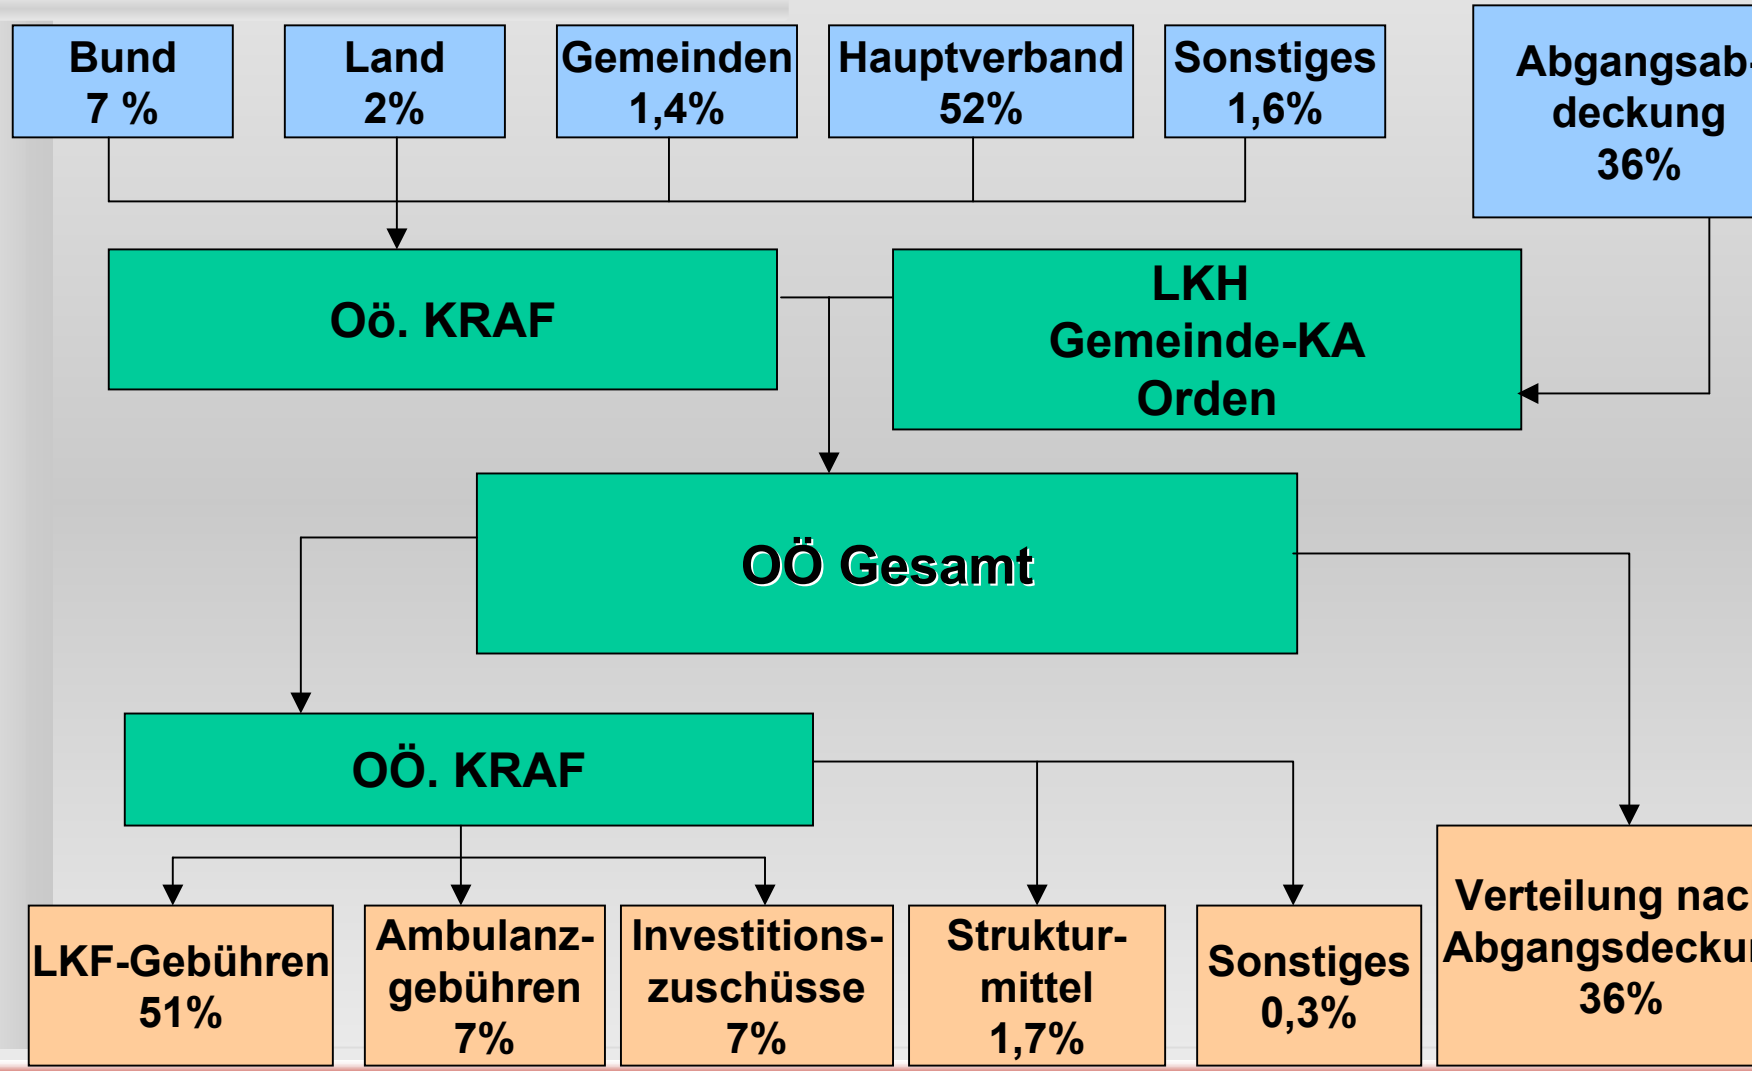 Bund
7 %
Land
2%
Gemeinden
1,4%
Hauptverband
52%
Sonstiges
1,6%
Abgangsab-
deckung
36%
Oö. KRAF
LKH
Gemeinde-KA
Orden
OÖ Gesamt
OÖ. KRAF
LKF-Gebühren
51%
Ambulanz-
gebühren
7%
Investitions-
zuschüsse
7%
Struktur-
mittel
1,7%
Sonstiges
0,3%
Verteilung nac
Abgangsdecku
36%